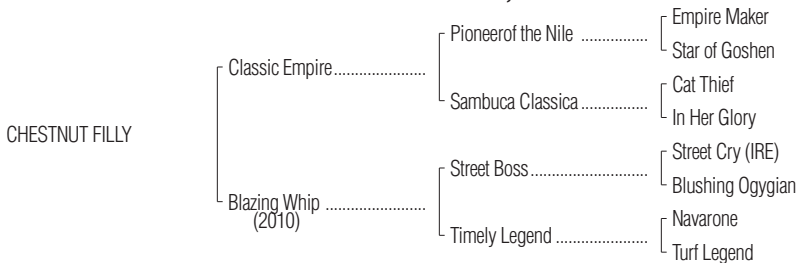 Empire Maker
Pioneerof the Nile ................
Star of Goshen
Classic Empire......................
Cat Thief
Sambuca Classica ................
In Her Glory
CHESTNUT FILLY
Street Cry (IRE)
Street Boss............................
Blushing Ogygian
Blazing Whip ........................
(2010)
Navarone
Timely Legend ......................
Turf Legend